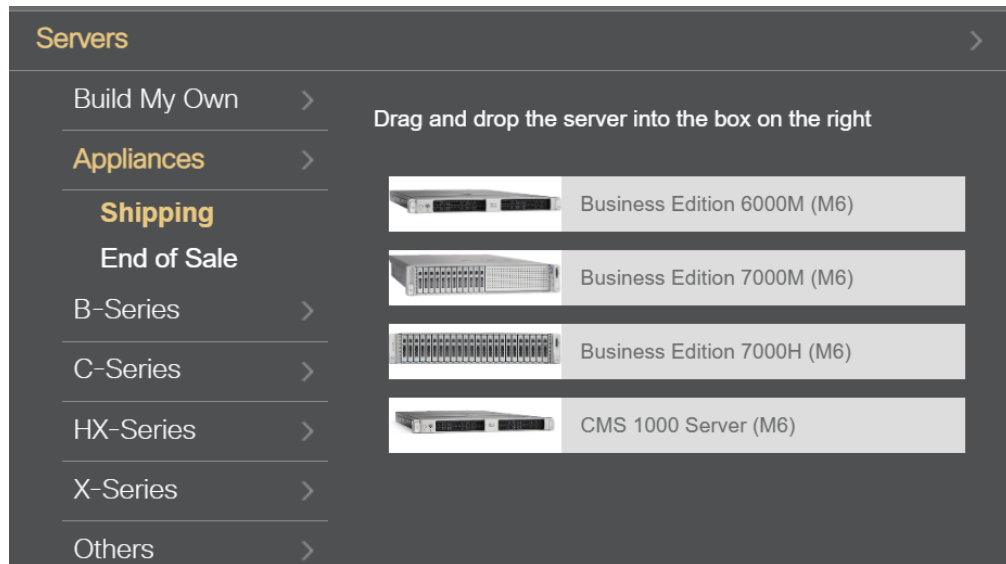 Servers
Build My Own
Appliances
Shipping
End of Sale
B-Series
C-Series
HX-Series
X-Series
Others
Drag and drop the server into the box on the right
Business Edition 6000M (M6)
Business Edition 7000M (M6)
Business Edition 7000H (M6)
CMS 1000 Server (M6)